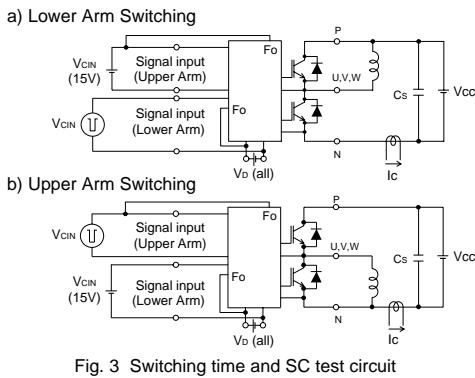 a) Lower Arm Switching
P
Fo
VCIN
(15V)
Signal input
(Upper Arm)
U,V,W
CS
VCC
Signal input
(Lower Arm)
Fo
VCIN
N
VD (all)
Ic
b) Upper Arm Switching
P
Fo
VCIN
Signal input
(Upper Arm)
U,V,W
CS
VCC
VCIN
(15V)
Signal input
(Lower Arm)
Fo
N
VD (all)
Ic
Fig. 3 Switching time and SC test circuit